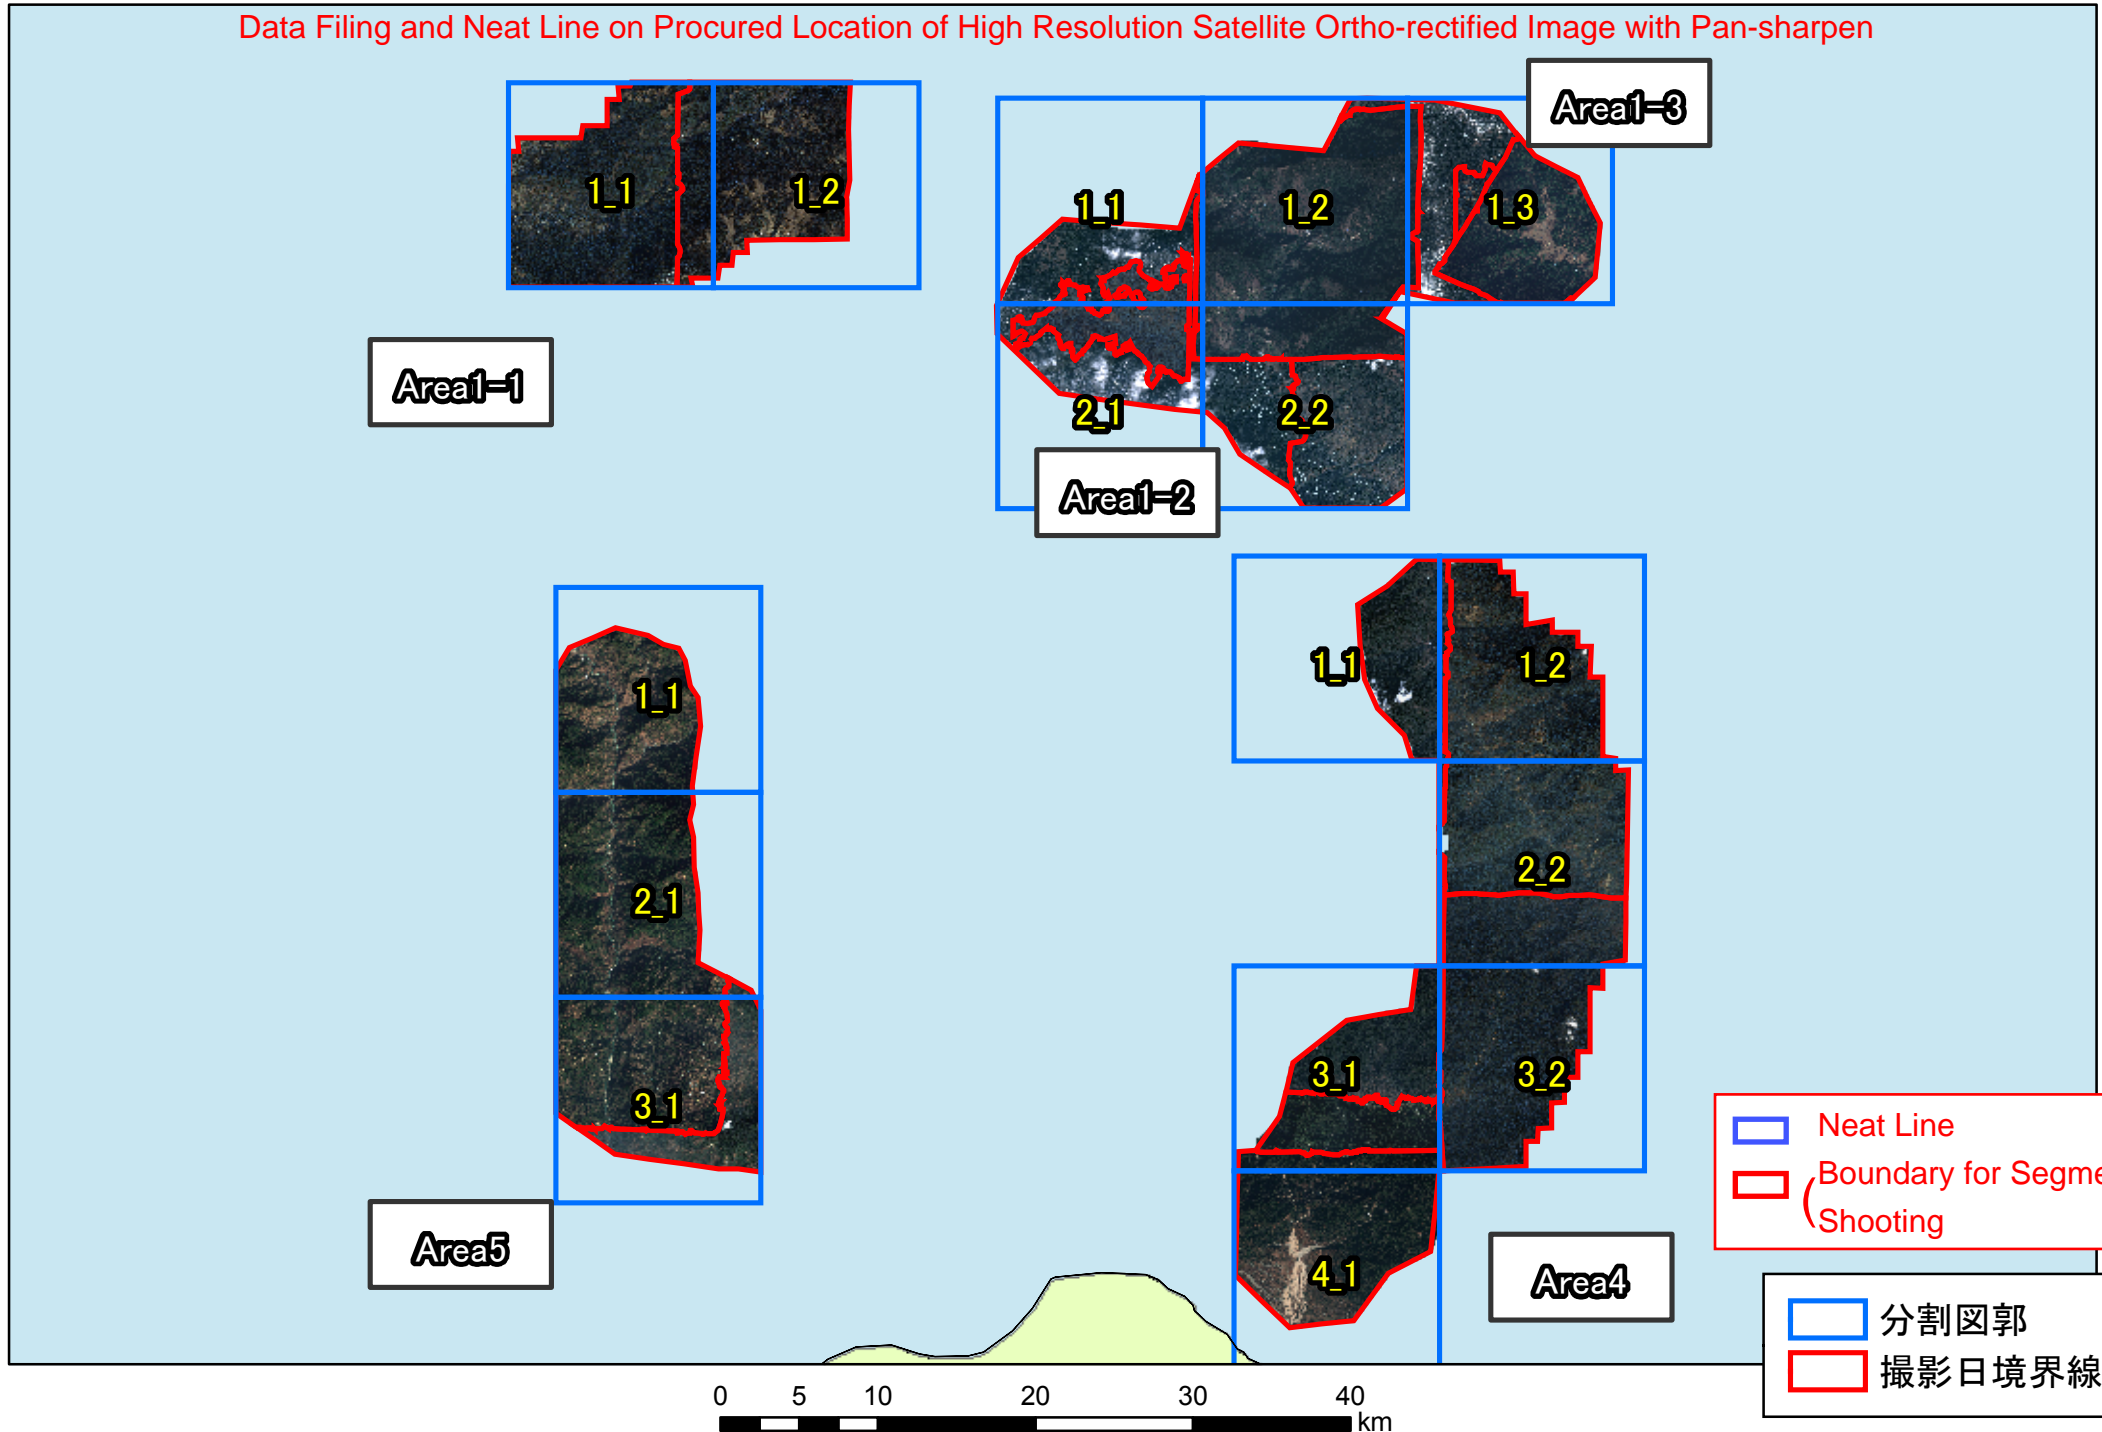 Data Filing and Neat Line on Procured Location of High Resolution Satellite Ortho-rectified Image with Pan-sharpen
Area1-3
1_1
1_2
1_1
1_2
1_3
Area1-1
2_1
2_2
Area1-2
1_1
1_2
1_1
2_1
2_2
3_1
3_1
3_2
Area5
4_1
Area4
Neat Line
(Boundary for Segme
Shooting
分割図郭
撮影日境界線
0 5 10 20 30 40
km